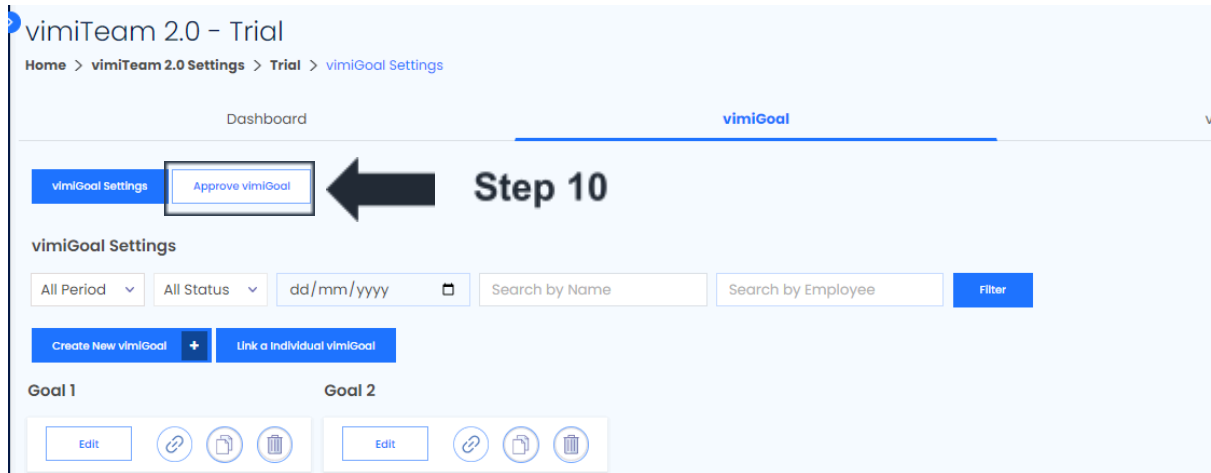 vimiTeam 2.0 - Trial
Home > vimiTeam 2.0 Settings > Trial > vimiGoal Settings
Dashboard vimiGoal v
vimiGoal Settings Approve vimiGoal Step 10
vimiGoal Settings
All Period All Status dd/mm/yyyy Search by Name Search by Employee Filter
Create New vimiGoal + Link a Individual vimiGoal
Goal 1 Goal 2
Edit Edit